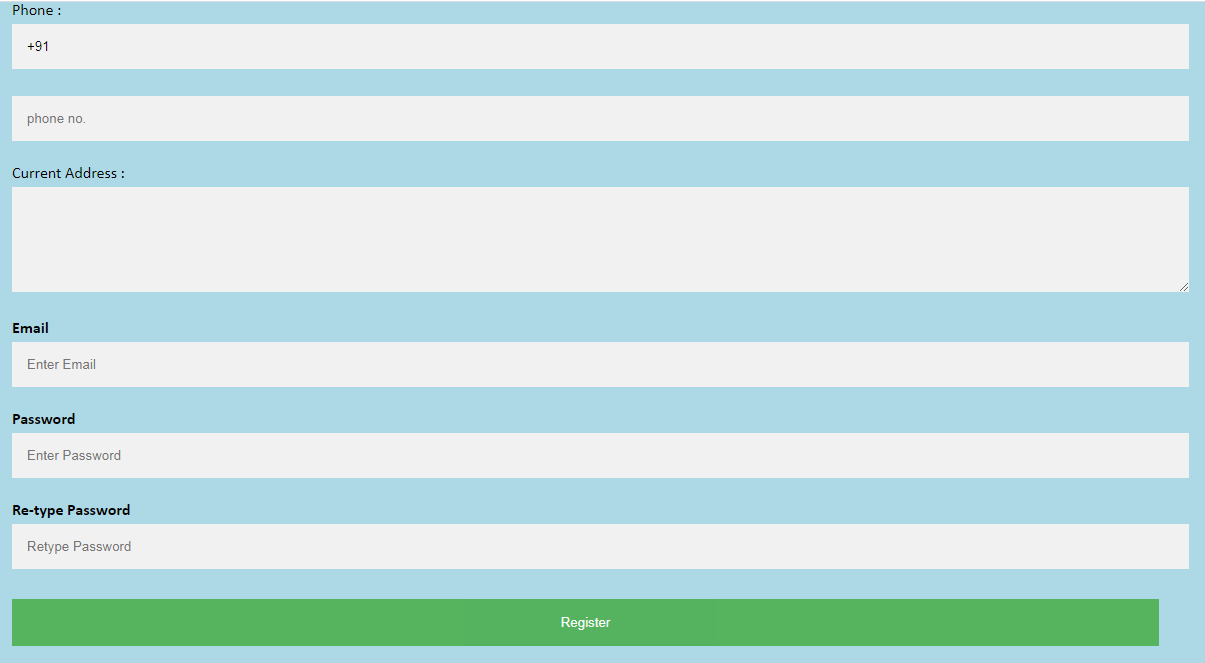 Phone :
+91
phone no.
Current Address :
Email
Enter Email
Password
Enter Password
Re-type Password
Retype Password
Register